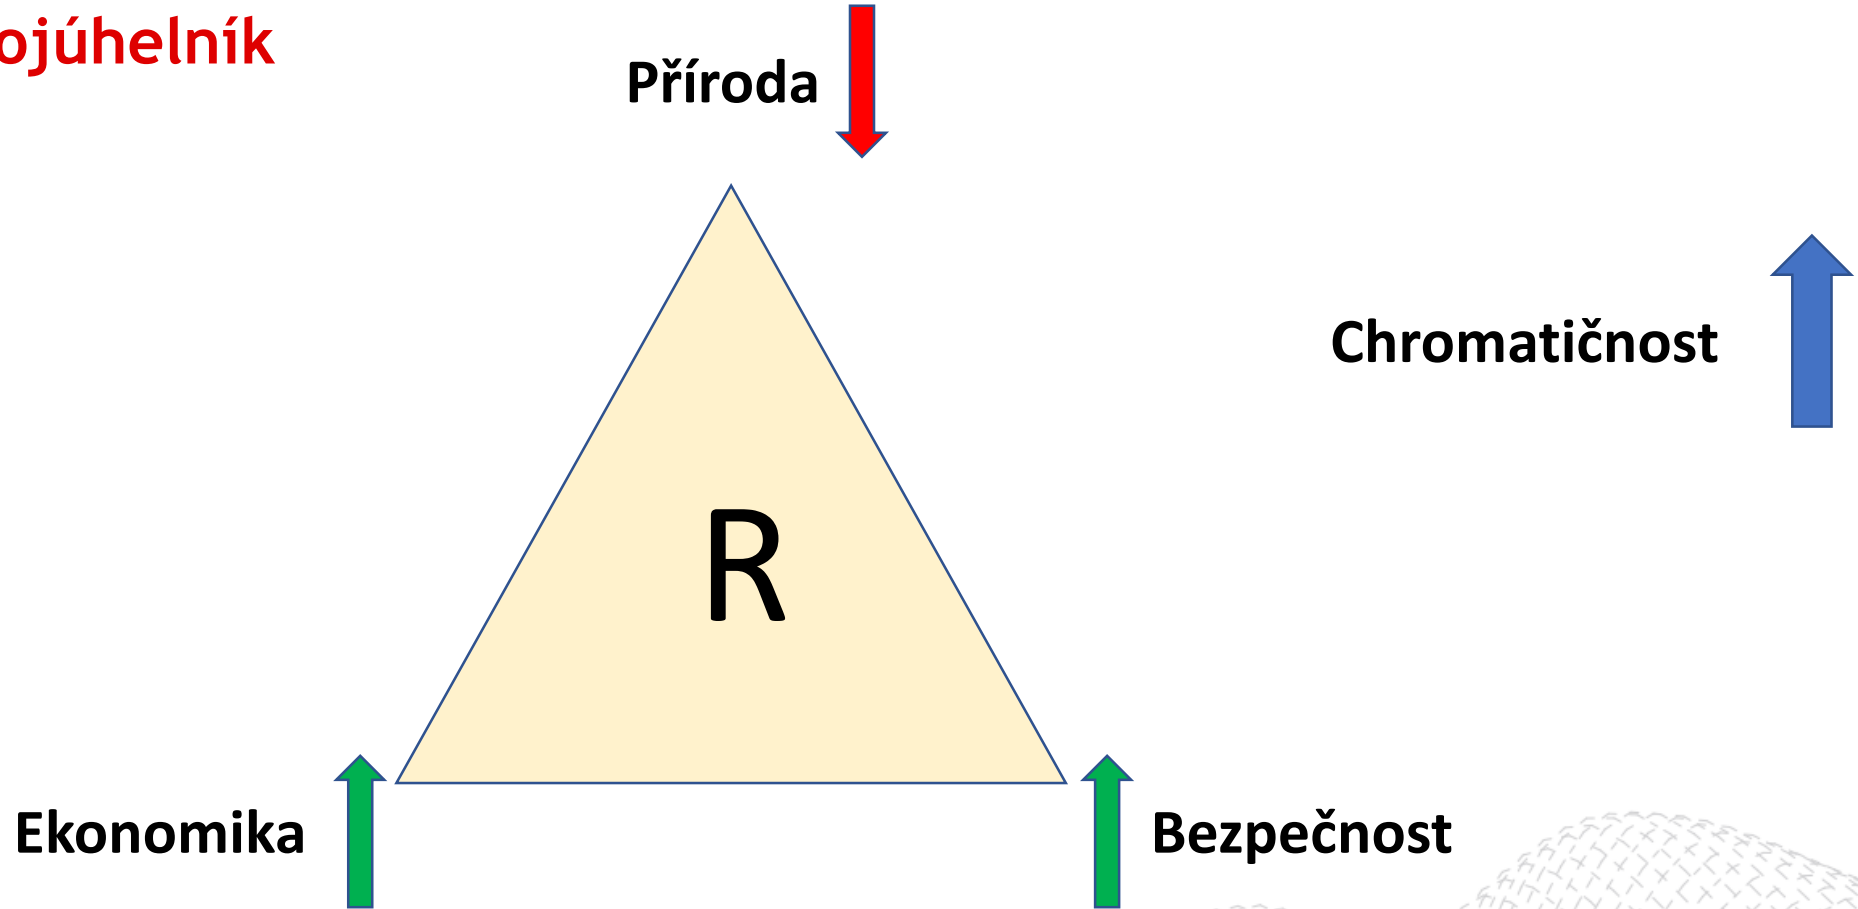 ojúhelník
Příroda
Chromatičnost
R
Ekonomika
Bezpečnost